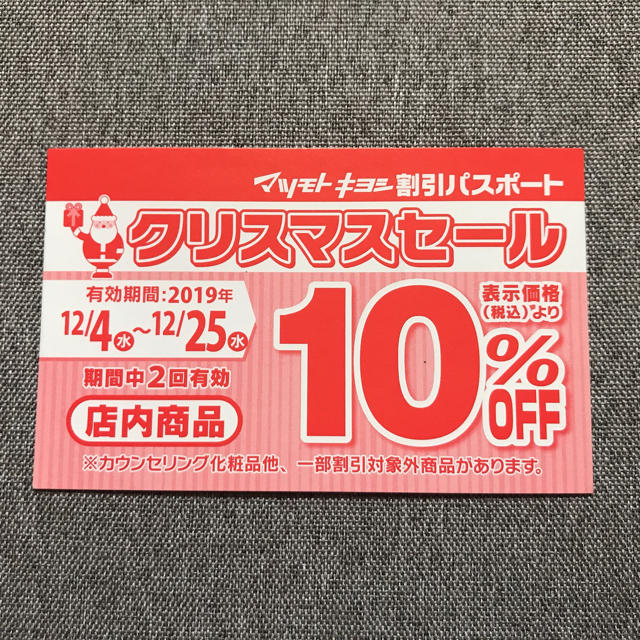 マツモトキヨシ割引パスポート
クリスマスセール
有効期間:2019年
12/4水〜12/25水
期間中2回有効
店内商品
10%OFF
表示価格
(税込)※より
※カウンセリング化粧品他、一部割引対象外商品があります。